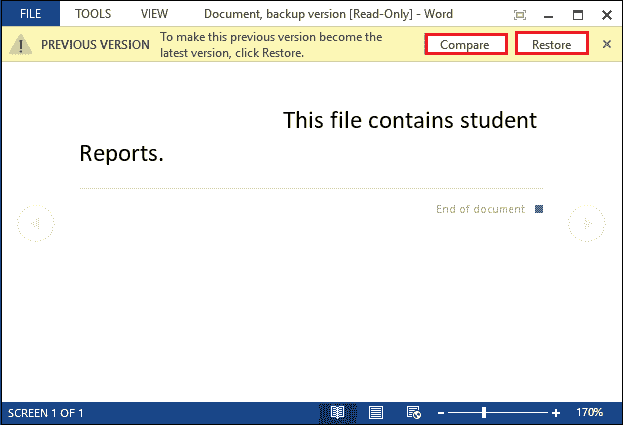 FILE TOOLS VIEW Document, backup version [Read-Only] - Word
PREVIOUS VERSION To make this previous version become the
latest version, click Restore.
Compare Restore
This file contains student
Reports.
End of document
SCREEN 1 OF 1 170%